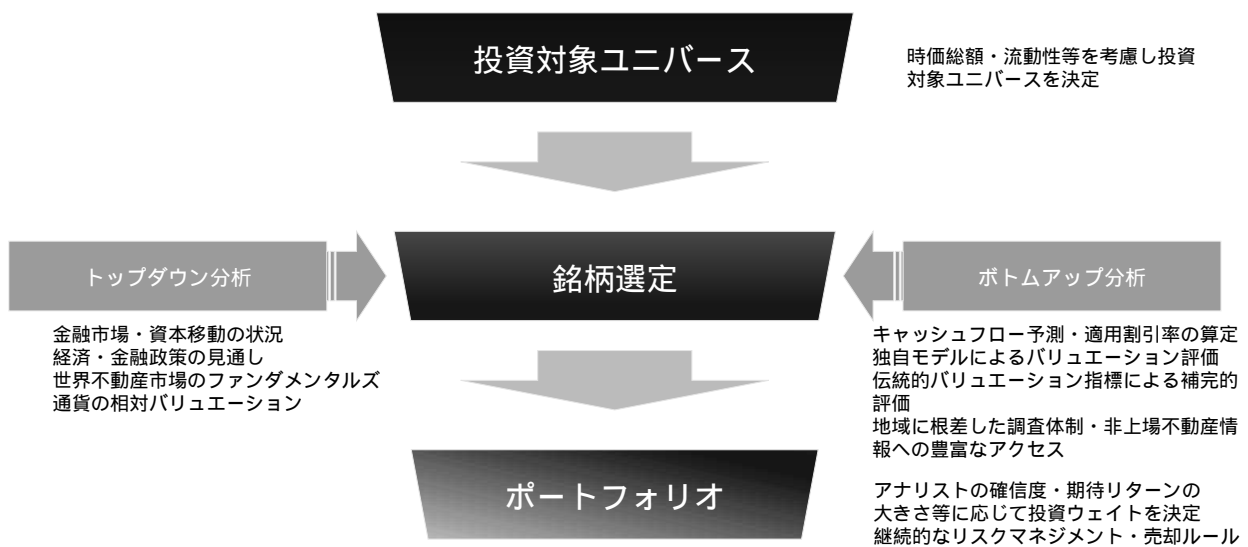 投資対象ユニバース
時価総額・流動性等を考慮し投資
対象ユニバースを決定
トップダウン分析
銘柄選定
ボトムアップ分析
金融市場・資本移動の状況
経済・金融政策の見通し
世界不動産市場のファンダメンタルズ
通貨の相対バリュエーション
キャッシュフロー予測・適用割引率の算定
独自モデルによるバリュエーション評価
伝統的バリュエーション指標による補完的
評価
地域に根差した調査体制・非上場不動産情
報への豊富なアクセス
ポートフォリオ
アナリストの確信度・期待リターンの
大きさ等に応じて投資ウェイトを決定
継続的なリスクマネジメント・売却ルール